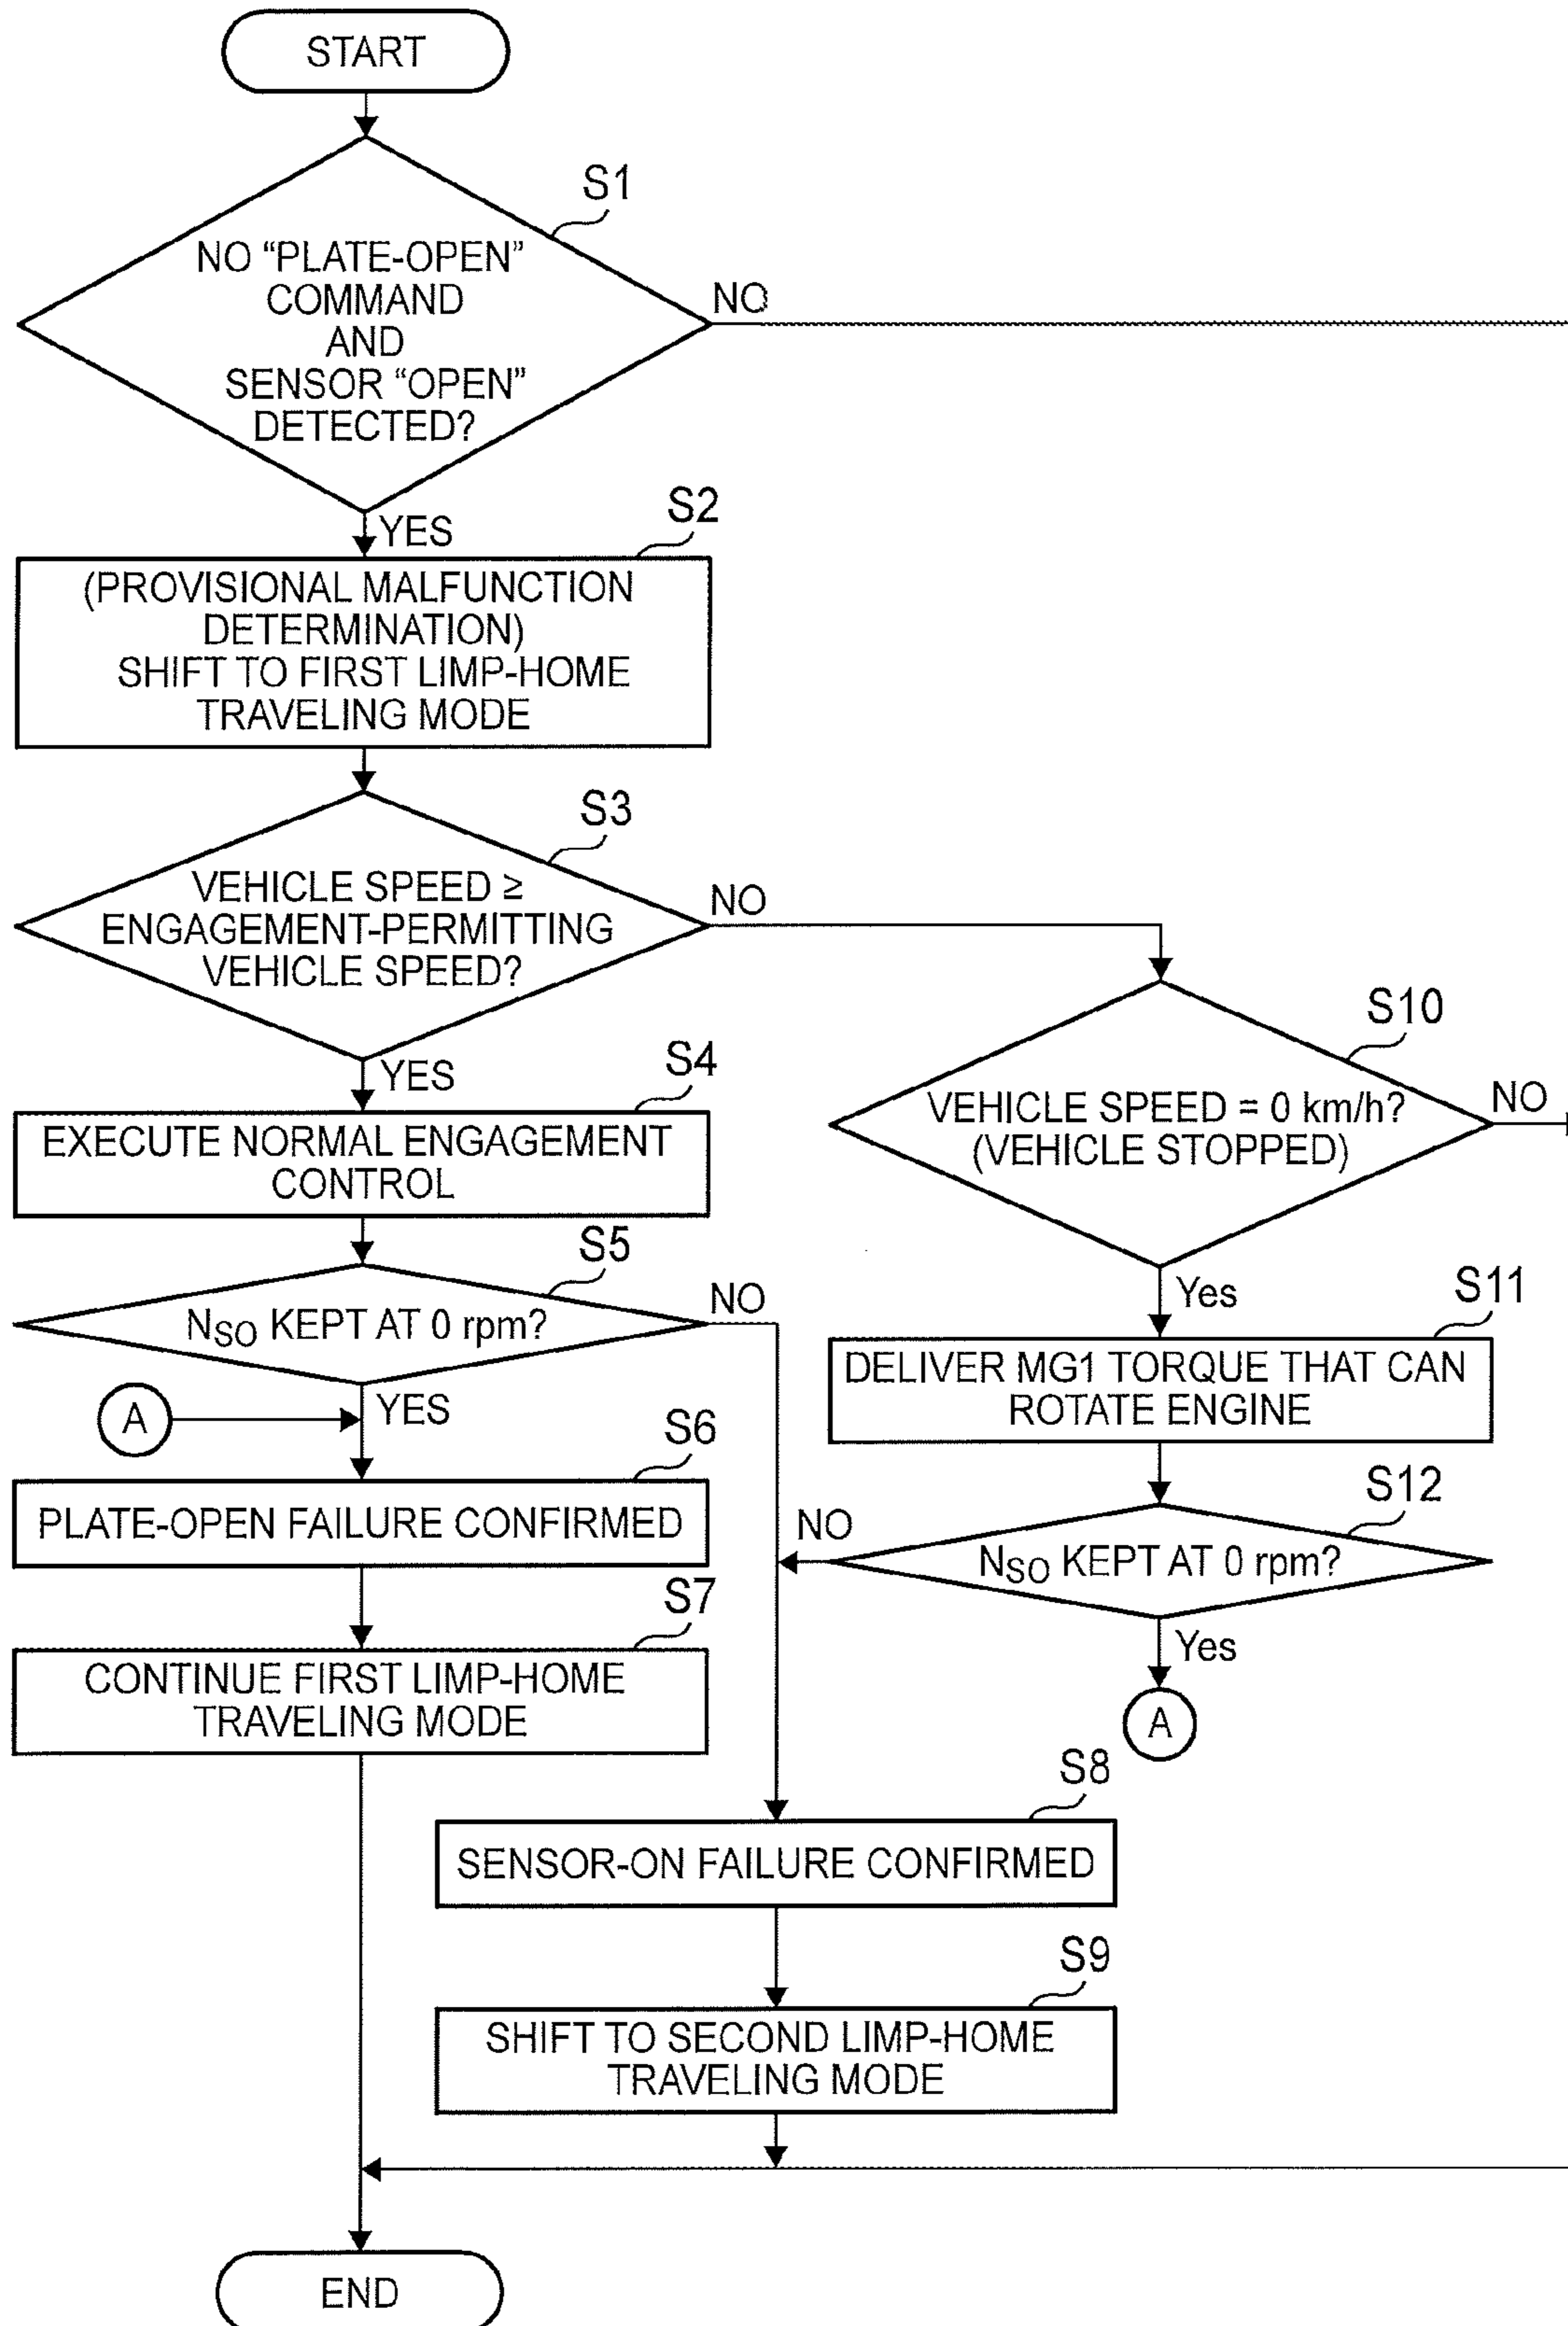 START
S1
NO “PLATE-OPEN”
COMMAND
AND
SENSOR “OPEN”
DETECTED?
NO
YES
S2
(PROVISIONAL MALFUNCTION
DETERMINATION)
SHIFT TO FIRST LIMP-HOME
TRAVELING MODE
S3
VEHICLE SPEED ≥
ENGAGEMENT-PERMITTING
VEHICLE SPEED?
NO
YES
S4
EXECUTE NORMAL ENGAGEMENT
CONTROL
S5
NSO KEPT AT 0 rpm?
NO
YES
A
S6
PLATE-OPEN FAILURE CONFIRMED
S7
CONTINUE FIRST LIMP-HOME
TRAVELING MODE
S10
VEHICLE SPEED = 0 km/h?
(VEHICLE STOPPED)
NO
Yes
S11
DELIVER MG1 TORQUE THAT CAN
ROTATE ENGINE
S12
NSO KEPT AT 0 rpm?
NO
Yes
A
S8
SENSOR-ON FAILURE CONFIRMED
S9
SHIFT TO SECOND LIMP-HOME
TRAVELING MODE
END